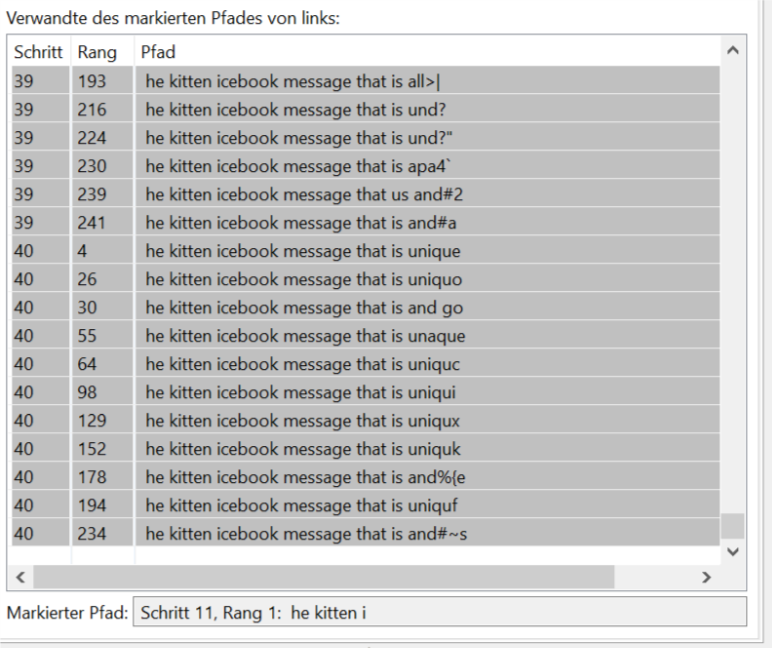 Verwandte des markierten Pfades von links:
Schritt Rang Pfad
39 193 he kitten icebook message that is all>|
39 216 he kitten icebook message that is und?
39 224 he kitten icebook message that is und?"
39 230 he kitten icebook message that is apa4`
39 239 he kitten icebook message that us and#2
39 241 he kitten icebook message that is and#a
40 4 he kitten icebook message that is unique
40 26 he kitten icebook message that is uniquo
40 30 he kitten icebook message that is and go
40 55 he kitten icebook message that is unaque
40 64 he kitten icebook message that is uniquc
40 98 he kitten icebook message that is uniqui
40 129 he kitten icebook message that is uniqux
40 152 he kitten icebook message that is uniquk
40 178 he kitten icebook message that is and%{e
40 194 he kitten icebook message that is uniquf
40 234 he kitten icebook message that is and#~s
Markierter Pfad: Schritt 11, Rang 1: he kitten i